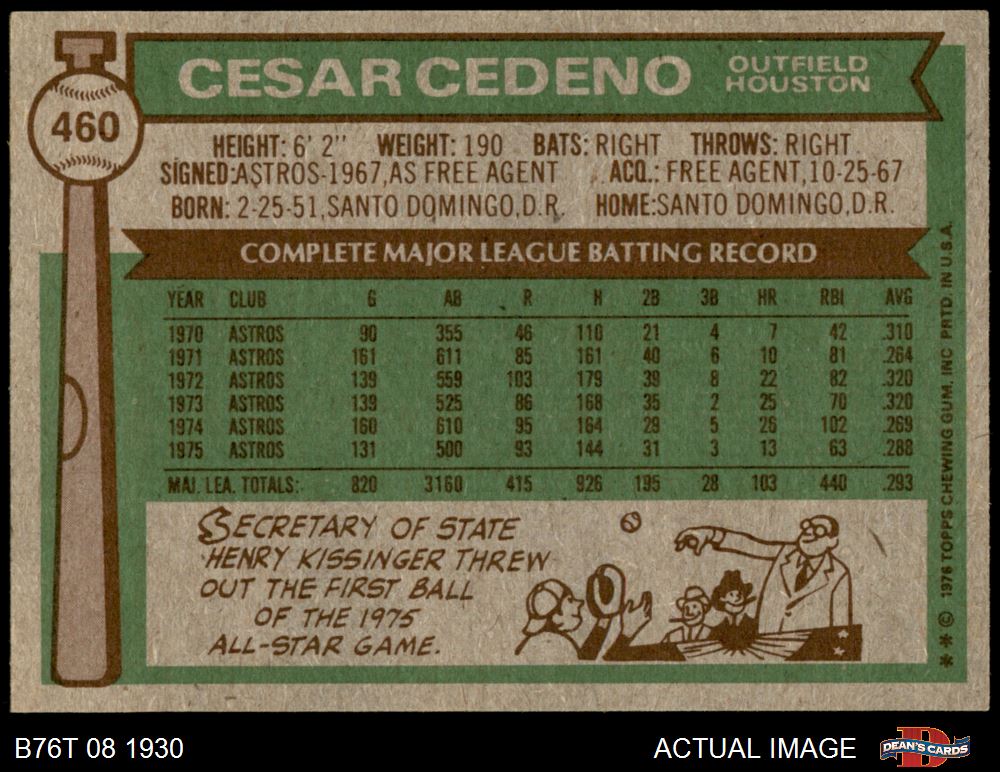 CESAR CEDENO
OUTFIELD
HOUSTON
460
HEIGHT: 6' 2" WEIGHT: 190 BATS: RIGHT THROWS: RIGHT
SIGNED: ASTROS-1967, AS FREE AGENT ACQ.: FREE AGENT, 10-25-67
BORN: 2-25-51, SANTO DOMINGO, D.R. HOME: SANTO DOMINGO, D.R.
COMPLETE MAJOR LEAGUE BATTING RECORD
YEAR CLUB G AB R H 2B 3B HR RBI AVG
1970 ASTROS 90 355 46 110 21 4 7 42 .310
1971 ASTROS 161 611 85 161 40 6 10 81 .264
1972 ASTROS 139 559 103 179 39 8 22 82 .320
1973 ASTROS 139 525 86 168 35 2 25 70 .320
1974 ASTROS 160 610 95 164 29 5 26 102 .269
1975 ASTROS 131 500 93 144 31 3 13 63 .288
MAJ. LEA. TOTALS: 820 3160 415 926 195 28 103 440 .293
SECRETARY OF STATE
HENRY KISSINGER THREW
OUT THE FIRST BALL
OF THE 1975
ALL-STAR GAME.
* * © 1976 TOPPS CHEWING GUM, INC PRTD. IN U.S.A.
B76T 08 1930
ACTUAL IMAGE
D
DEAN'S CARDS